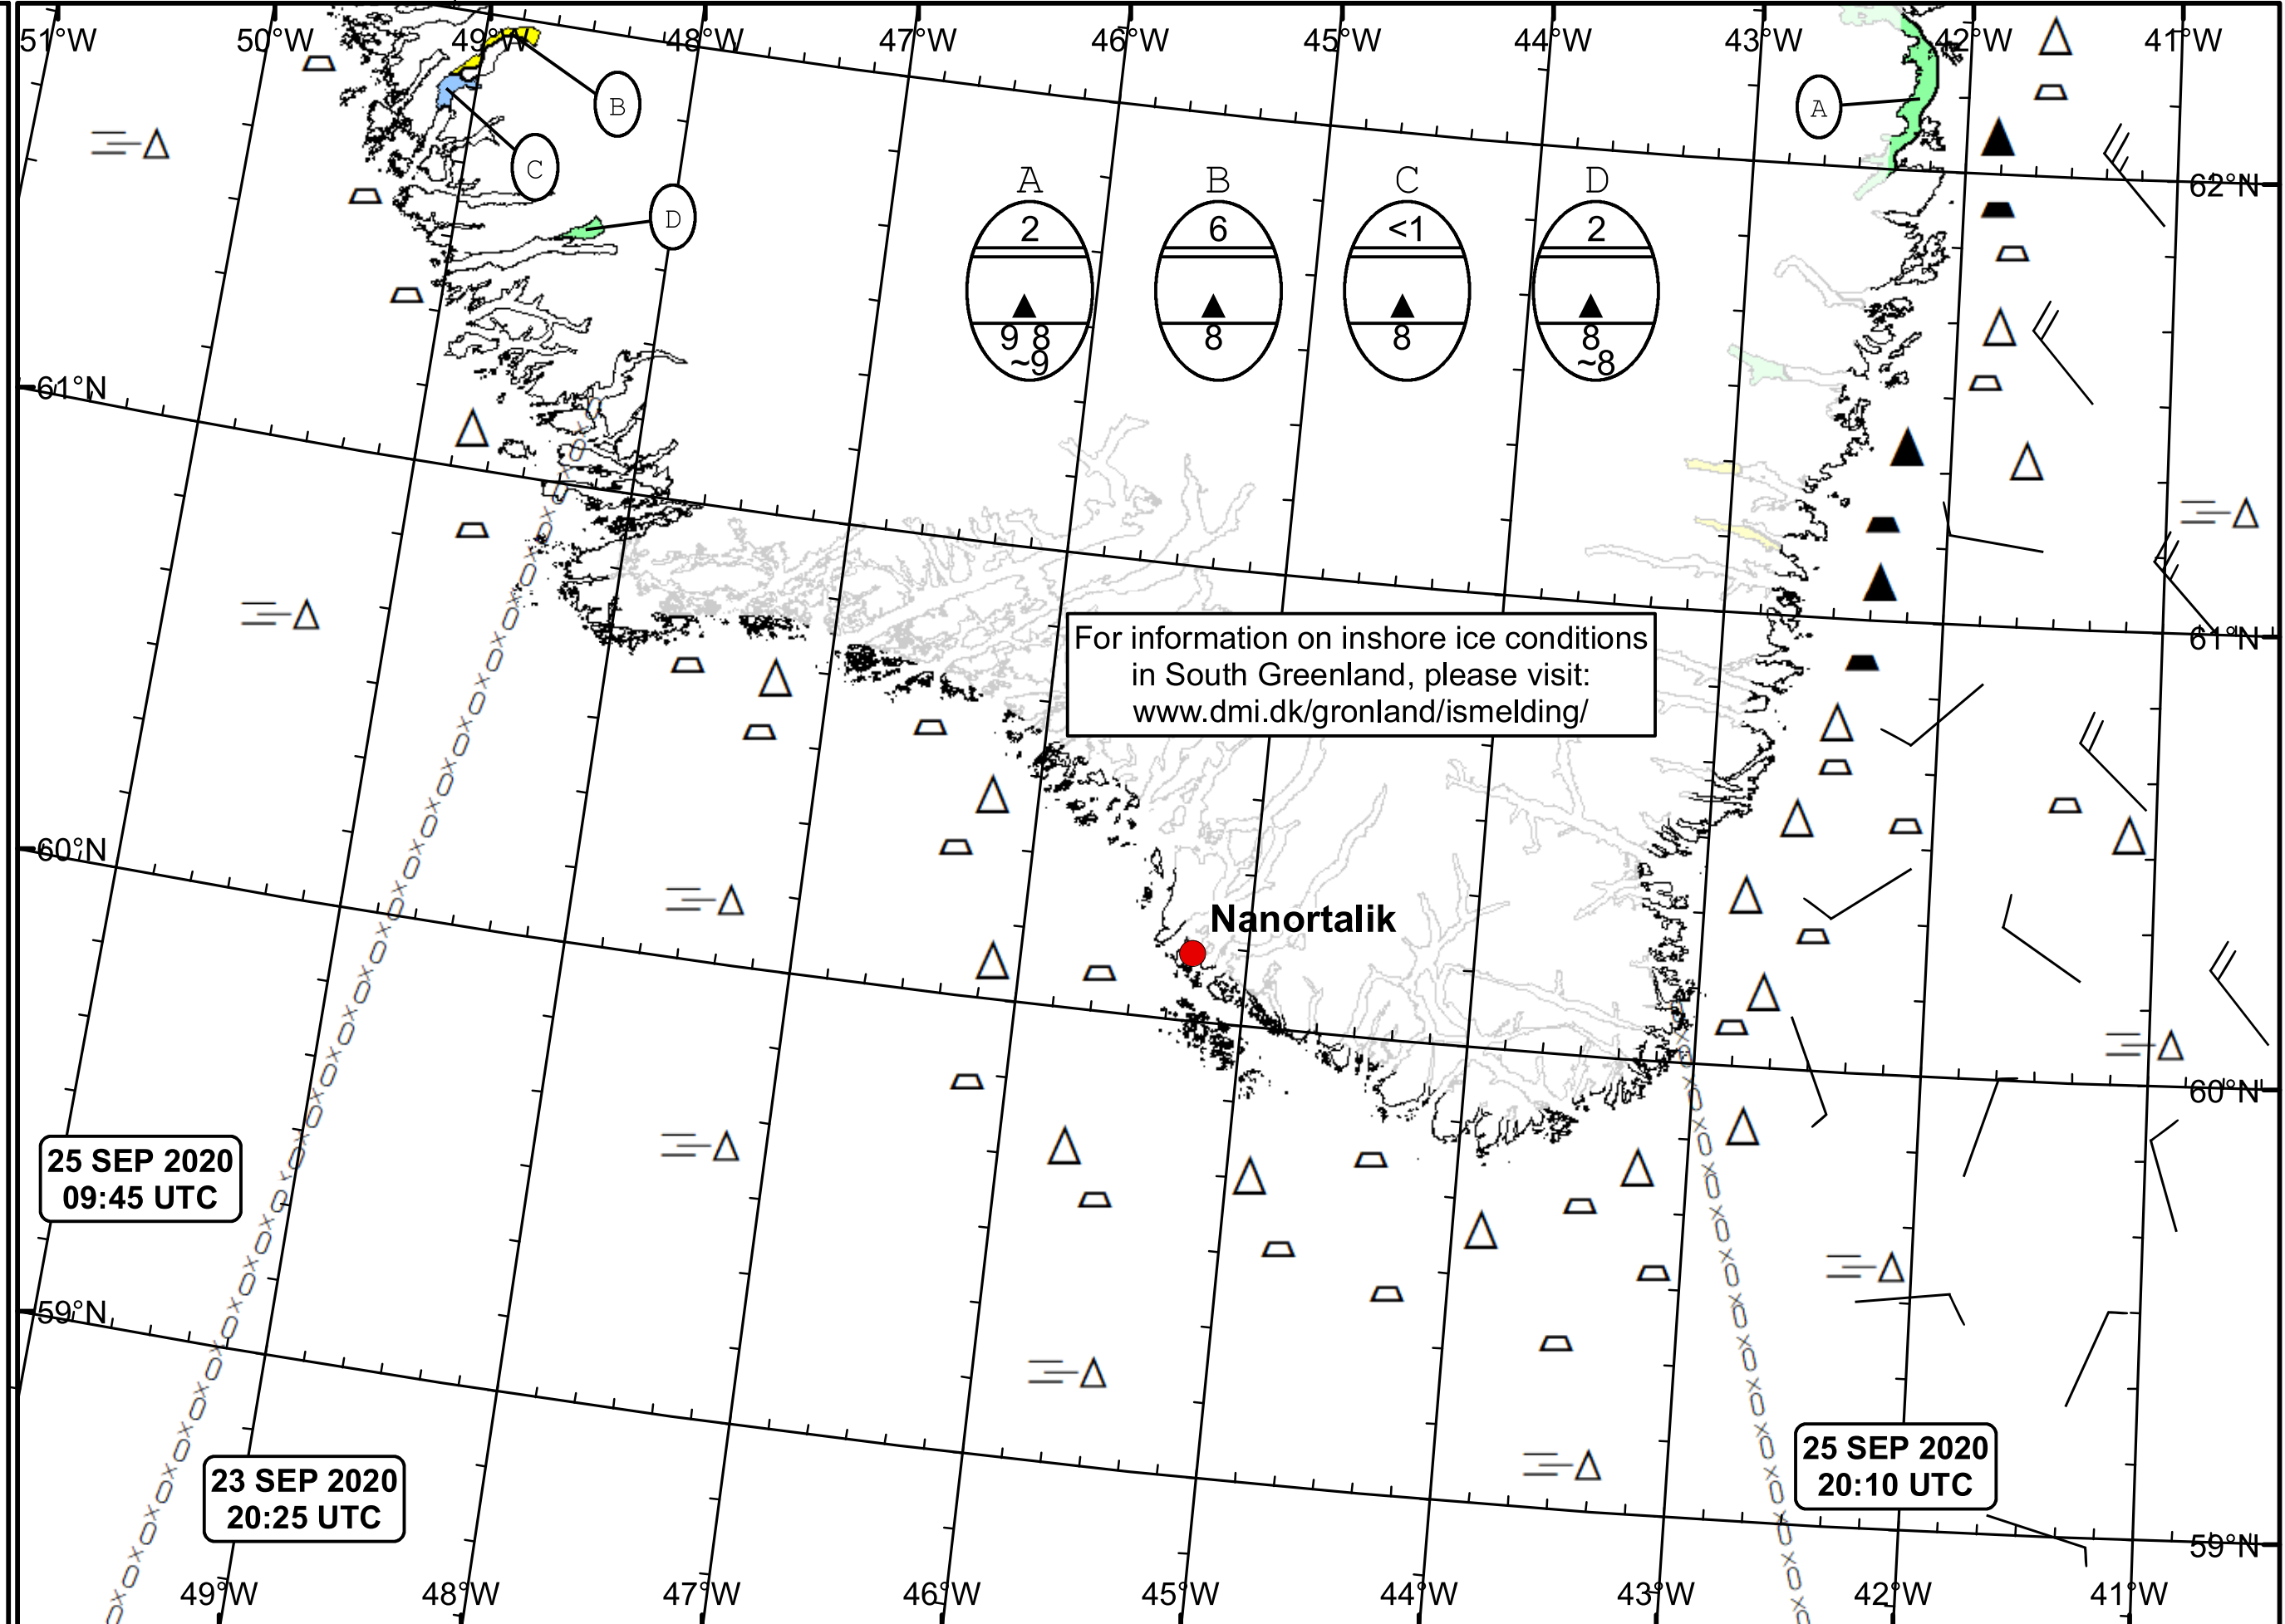 51°W 50°W 49°W 48°W 47°W 46°W 45°W 44°W 43°W 42°W 41°W
B
A
C
D
62°N
A B C D
2 6 <1 2
9 8 8 8 8
~9 ~8
61°N
61°N
For information on inshore ice conditions
in South Greenland, please visit:
www.dmi.dk/gronland/ismelding/
60°N
Nanortalik
60°N
25 SEP 2020
09:45 UTC
59°N
23 SEP 2020
20:25 UTC
25 SEP 2020
20:10 UTC
59°N
49°W 48°W 47°W 46°W 45°W 44°W 43°W 42°W 41°W